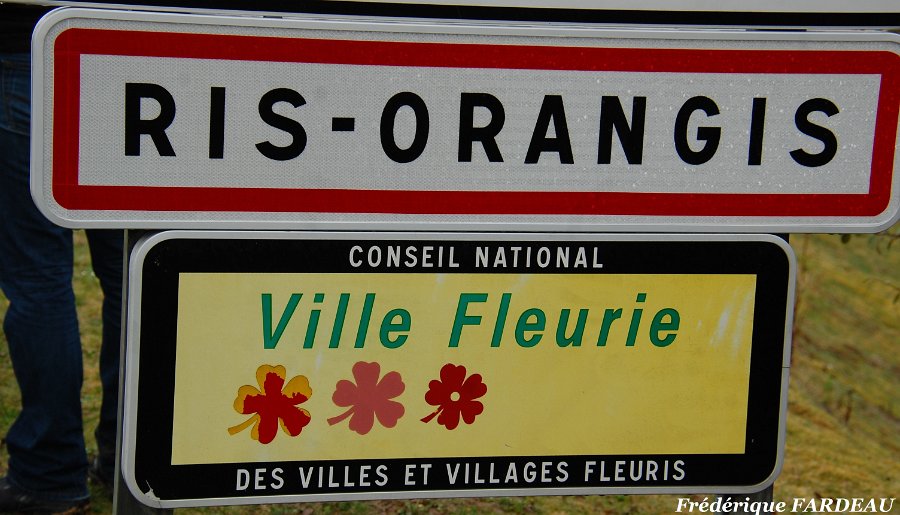 RIS-ORANGIS
CONSEIL NATIONAL
Ville Fleurie
DES VILLES ET VILLAGES FLEURIS
Frédérique FARDEAU